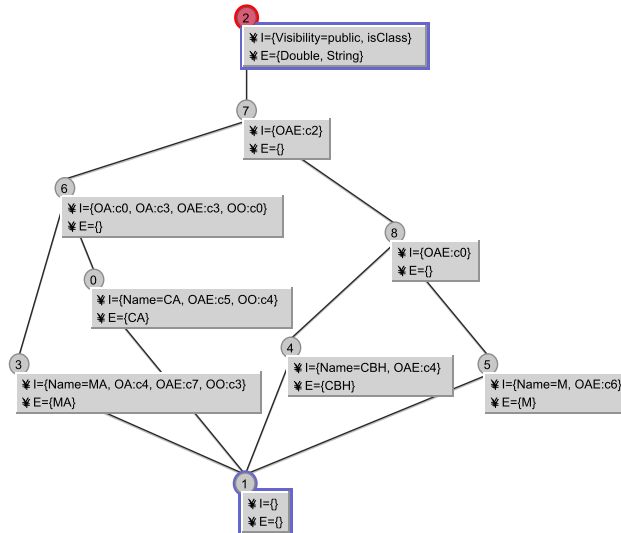 2
¥ I={Visibility=public, isClass}
¥ E={Double, String}
7
¥ I={OAE:c2}
¥ E={}
6
¥ I={OA:c0, OA:c3, OAE:c3, OO:c0}
¥ E={}
8
¥ I={OAE:c0}
¥ E={}
0
¥ I={Name=CA, OAE:c5, OO:c4}
¥ E={CA}
4
¥ I={Name=CBH, OAE:c4}
¥ E={CBH}
3
¥ I={Name=MA, OA:c4, OAE:c7, OO:c3}
¥ E={MA}
5
¥ I={Name=M, OAE:c6}
¥ E={M}
1
¥ I={}
¥ E={}